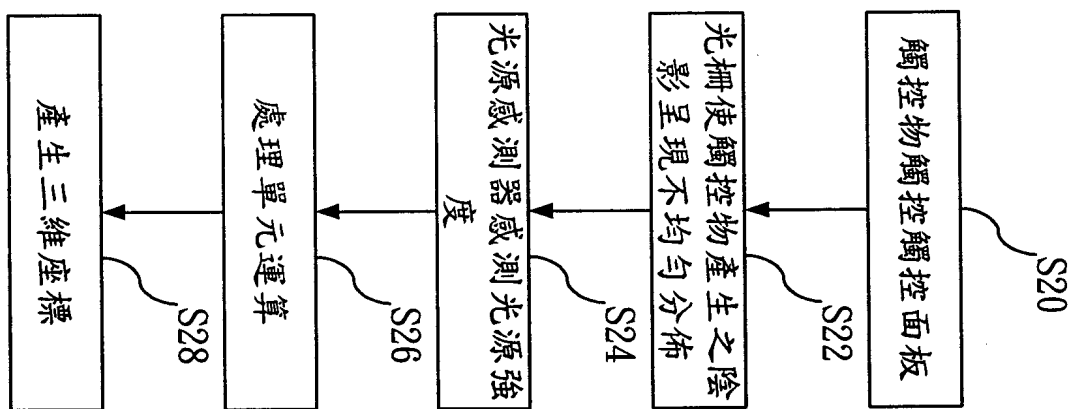 觸控物觸控觸控面板
S20
光柵使觸控物產生之陰
影呈現不均勻分佈
S22
光源感測器感測光源強
度
S24
處理單元運算
S26
產生三維座標
S28